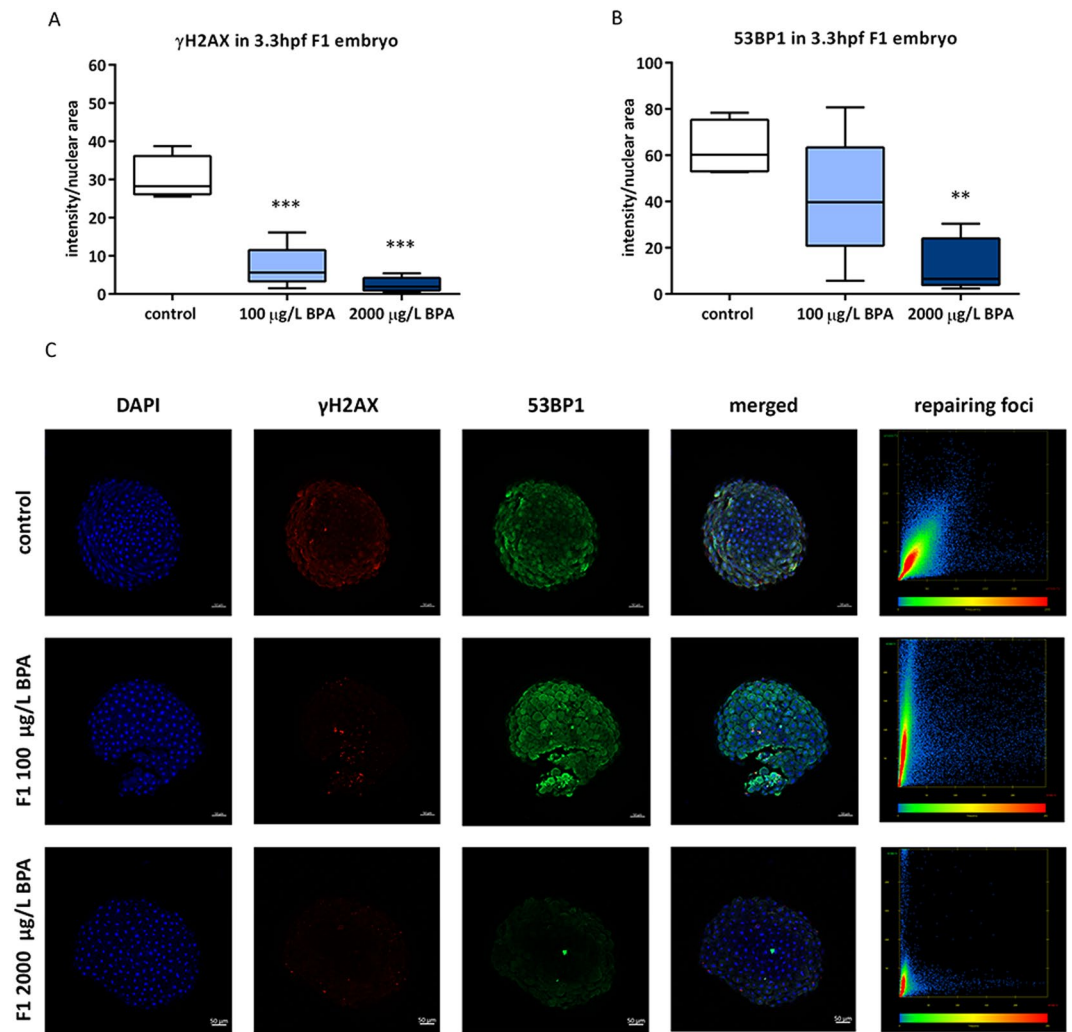 A
γH2AX in 3.3hpf F1 embryo
intensity/nuclear area
60
50
40
30
20
10
0
***
***
control
100 µg/L BPA
2000 µg/L BPA
B
53BP1 in 3.3hpf F1 embryo
intensity/nuclear area
100
80
60
40
20
0
**
control
100 µg/L BPA
2000 µg/L BPA
C
DAPI
γH2AX
53BP1
merged
repairing foci
control
F1 100 µg/L BPA
F1 2000 µg/L BPA
50 µm
50 µm
50 µm
50 µm